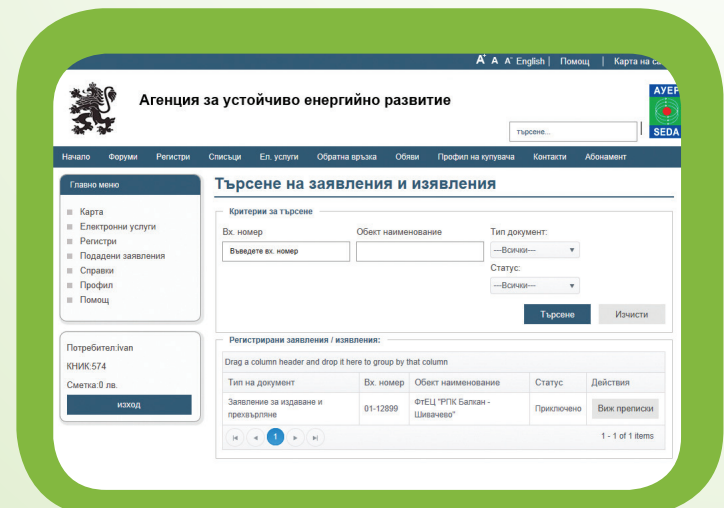 A+ A A- English | Помощ | Карта на са
Агенция за устойчиво енергийно развитие
АУЕР
търсене...
SEDA
Начало Форуми Регистри Списъци Ел. услуги Обратна връзка Обяви Профил на купувача Контакти Абонамент
Главно меню
Карта
Електронни услуги
Регистри
Подадени заявления
Справки
Профил
Помощ
Потребител:Ivan
КНИК:574
Сметка:0 лв.
изход
Търсене на заявления и изявления
Критерии за търсене
Вх. номер Обект наименование Тип документ:
Въведете вх. номер ---Всички---
Статус:
---Всички---
Търсене Изчисти
Регистрирани заявления / изявления:
Drag a column header and drop it here to group by that column
Тип на документ Вх. номер Обект наименование Статус Действия
Заявление за издаване и прехвърляне 01-12899 ФтЕЦ "РПК Балкан - Шивачево" Приключено Виж преписки
1 1 - 1 of 1 items